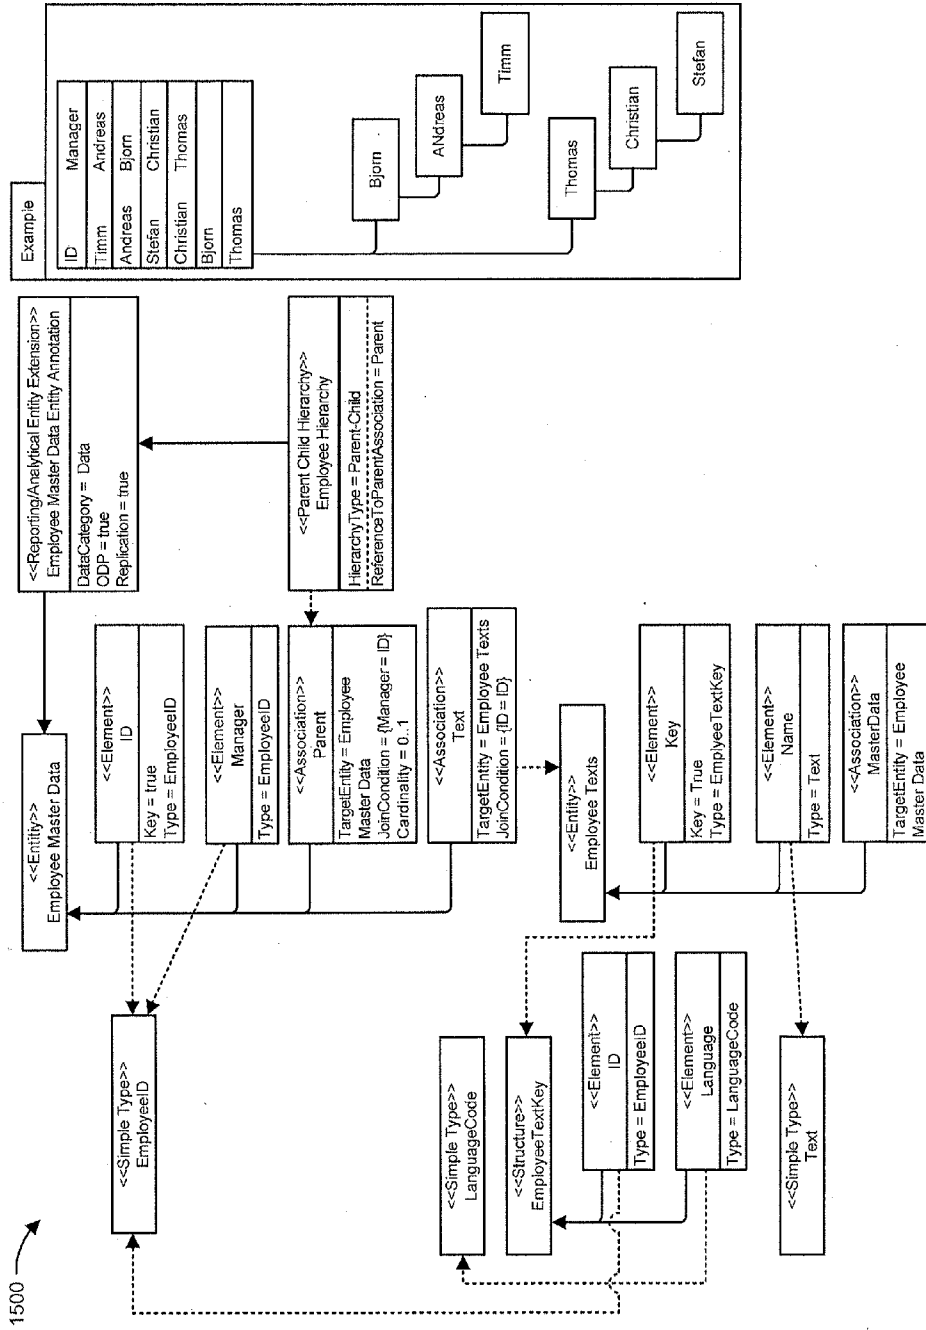 1500
<<Simple Type>>
EmployeeID
<<Simple Type>>
LanguageCode
<<Structure>>
EmployeeTextKey
<<Element>>
ID
Type = EmployeeID
<<Element>>
Language
Type = LanguageCode
<<Simple Type>>
Text
<<Entity>>
Employee Master Data
<<Element>>
ID
Key = true
Type = EmployeeID
<<Element>>
Manager
Type = EmployeeID
<<Association>>
Parent
TargetEntity = Employee
Master Data
JoinCondition = {Manager = ID}
Cardinality = 0..1
<<Association>>
Text
TargetEntity = Employee Texts
JoinCondition = {ID = ID}
<<Entity>>
Employee Texts
<<Element>>
Key
Key = True
Type = EmplyeeTextKey
<<Element>>
Name
Type = Text
<<Association>>
MasterData
TargetEntity = Employee
Master Data
<<Reporting/Analytical Entity Extension>>
Employee Master Data Entity Annotation
DataCategory = Data
ODP = true
Replication = true
<<Parent Child Hierarchy>>
Employee Hierarchy
HierarchyType = Parent-Child
ReferenceToParentAssociation = Parent
Example
ID Manager
Timm Andreas
Andreas Bjorn
Stefan Christian
Christian Thomas
Bjorn
Thomas
Bjorn
ANdreas
Timm
Thomas
Christian
Stefan